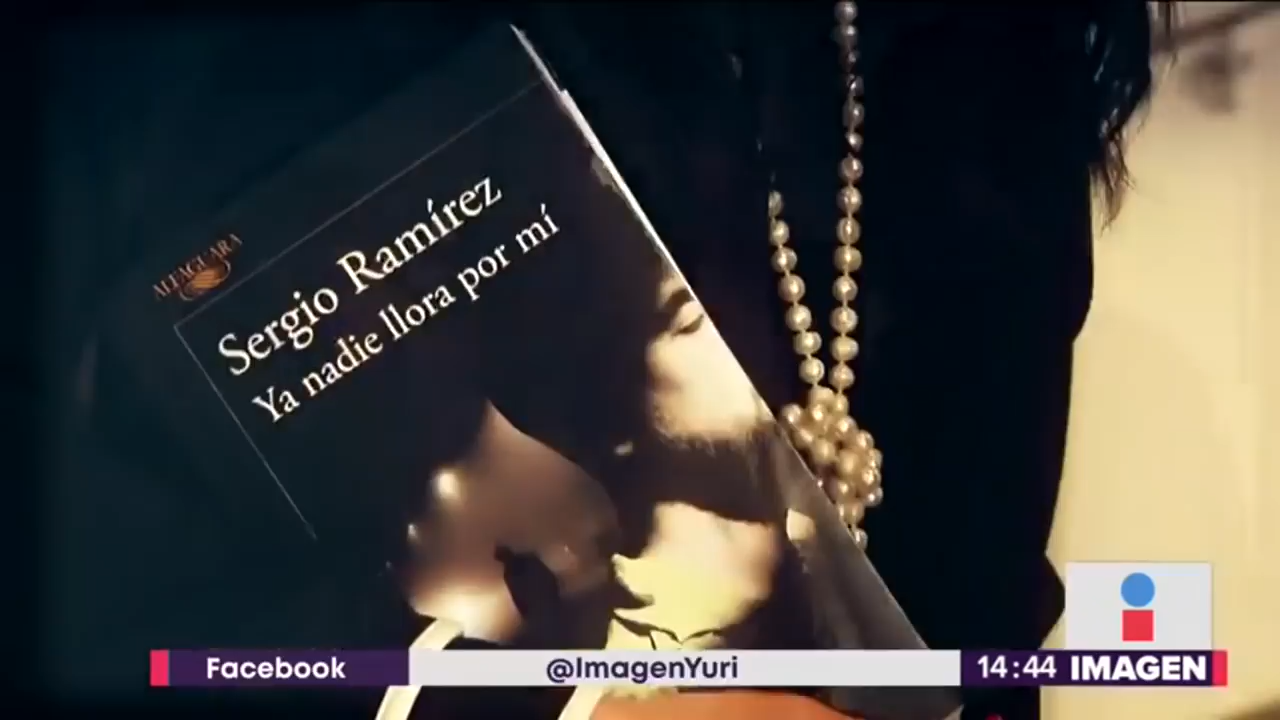 ALFAGUARA
Sergio Ramírez
Ya nadie llora por mí
Facebook
@ImagenYuri
14:44 IMAGEN